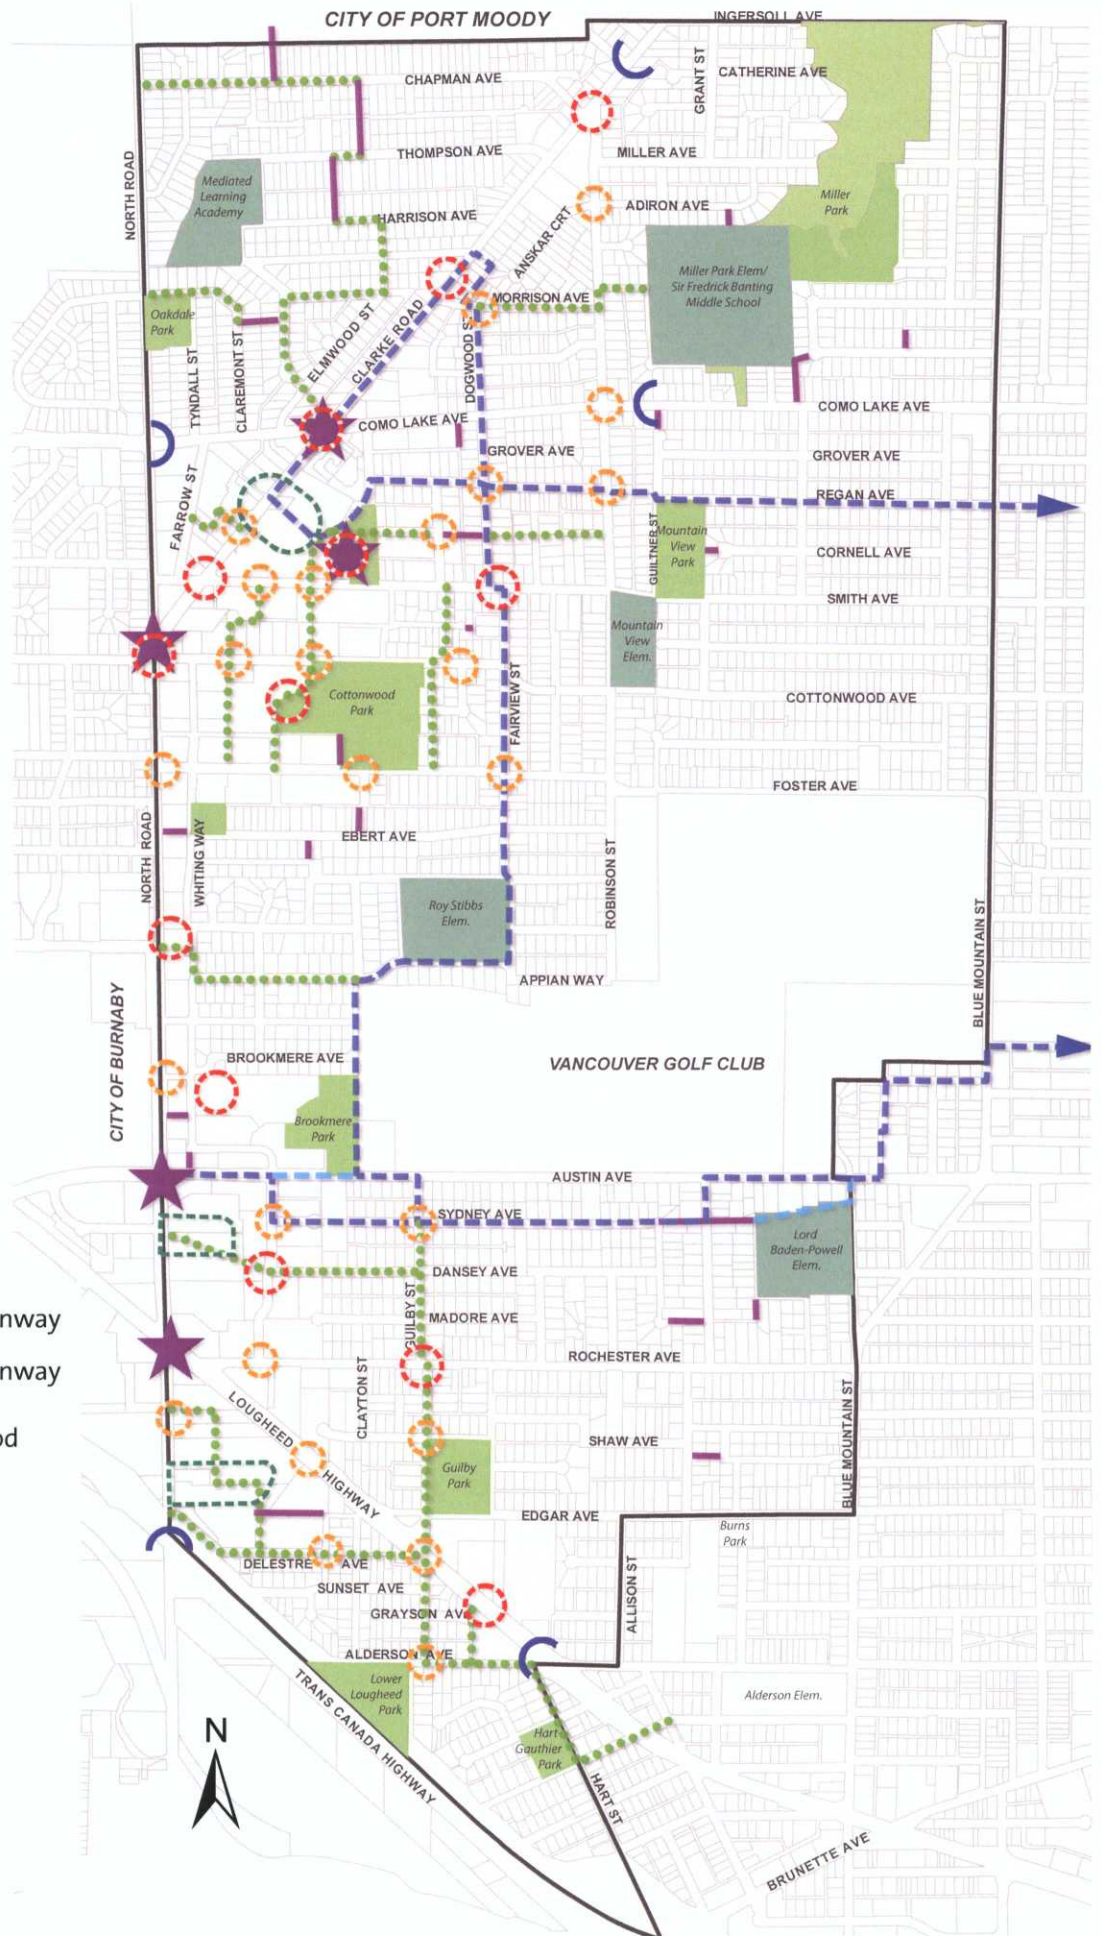 CITY OF PORT MOODY
INGERSOLL AVE
CHAPMAN AVE
GRANT ST
CATHERINE AVE
NORTH ROAD
THOMPSON AVE
MILLER AVE
Mediated
Learning
Academy
HARRISON AVE
ANSKAR CRT
ADIRON AVE
Miller
Park
Miller Park Elem/
Sir Fredrick Banting
Middle School
MORRISON AVE
Oakdale
Park
TYNDALL ST
CLAREMONT ST
ELMWOOD ST
CLARKE ROAD
DOGWOOD ST
COMO LAKE AVE
COMO LAKE AVE
GROVER AVE
GROVER AVE
FARROW ST
REGAN AVE
GUILTNER ST
Mountain
View
Park
CORNELL AVE
SMITH AVE
Mountain
View
Elem.
Cottonwood
Park
FAIRVIEW ST
COTTONWOOD AVE
FOSTER AVE
NORTH ROAD
WHITING WAY
EBERT AVE
ROBINSON ST
Roy Stibbs
Elem.
APPIAN WAY
BLUE MOUNTAIN ST
CITY OF BURNABY
BROOKMERE AVE
VANCOUVER GOLF CLUB
Brookmere
Park
AUSTIN AVE
SYDNEY AVE
Lord
Baden-Powell
Elem.
DANSEY AVE
GUILBY ST
MADORE AVE
nway
ROCHESTER AVE
nway
CLAYTON ST
BLUE MOUNTAIN ST
LOUGHEED HIGHWAY
SHAW AVE
od
Guilby
Park
EDGAR AVE
Burns
Park
DELESTRE AVE
SUNSET AVE
ALLISON ST
GRAYSON AV
ALDERSON AVE
Lower
Lougheed
Park
TRANS CANADA HIGHWAY
Alderson Elem.
N
Hart
Gauthier
Park
HART ST
BRUNETTE AVE